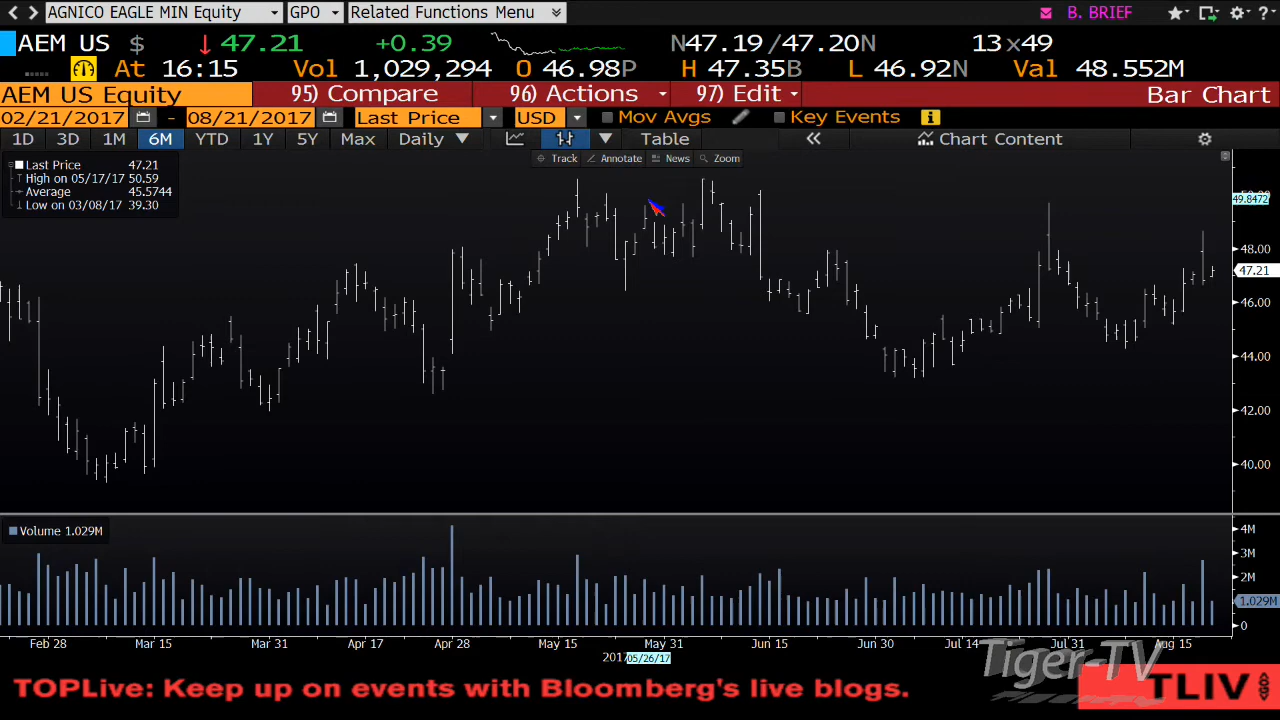 AGNICO EAGLE MIN Equity GPO Related Functions Menu B. BRIEF ?
AEM US $ 47.21 +0.39 N47.19/47.20N 13x49
At 16:15 Vol 1,029,294 O 46.98P H 47.35B L 46.92N Val 48.552M
AEM US Equity 95) Compare 96) Actions 97) Edit Bar Chart
02/21/2017 - 08/21/2017 Last Price USD Mov Avgs Key Events
1D 3D 1M 6M YTD 1Y 5Y Max Daily Table Chart Content
Track Annotate News Zoom
Last Price 47.21
High on 05/17/17 50.59
Average 45.5744
Low on 03/08/17 39.30
49.8472
48.00
47.21
46.00
44.00
42.00
40.00
Volume 1.029M
4M
3M
2M
1.029M
0
Feb 28 Mar 15 Mar 31 Apr 17 Apr 28 May 15 May 31 Jun 15 Jun 30 Jul 14 Jul 31 Aug 15
2017 05/26/17
Tiger-TV
TOPLive: Keep up on events with Bloomberg's live blogs.
TLIV